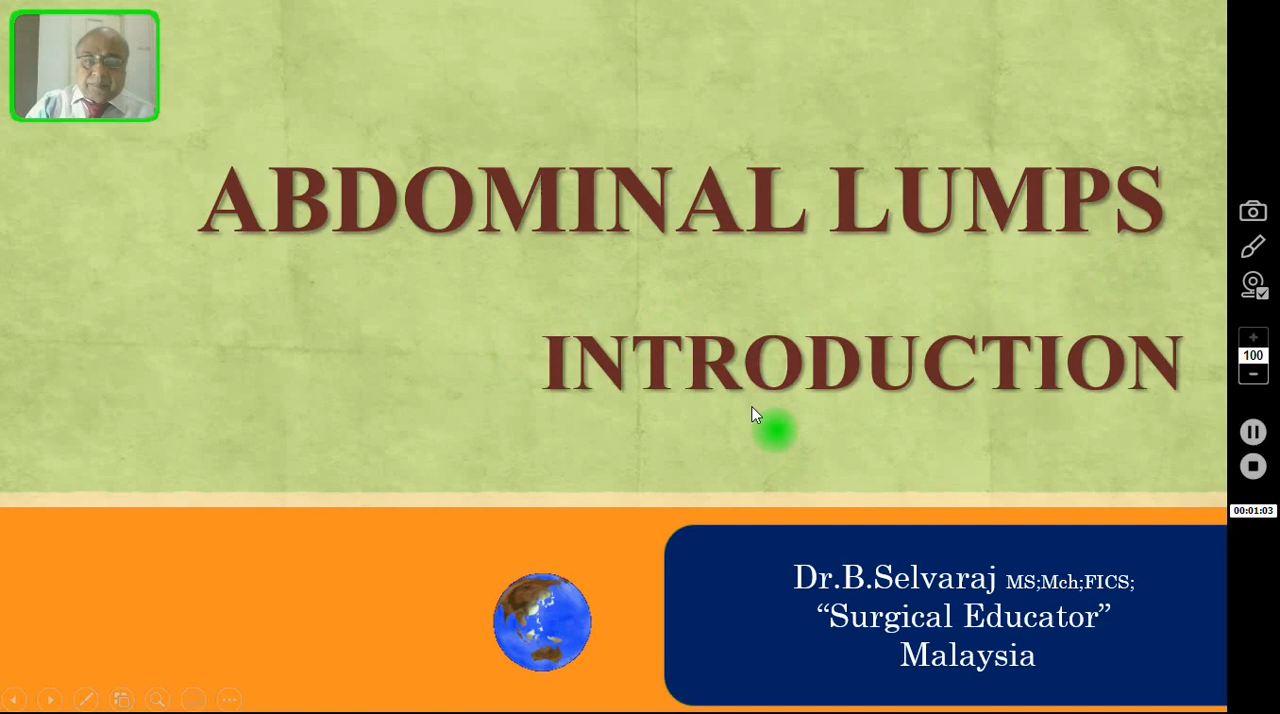 ABDOMINAL LUMPS
INTRODUCTION
100
00:01:03
Dr.B.Selvaraj MS;Mch;FICS;
“Surgical Educator”
Malaysia